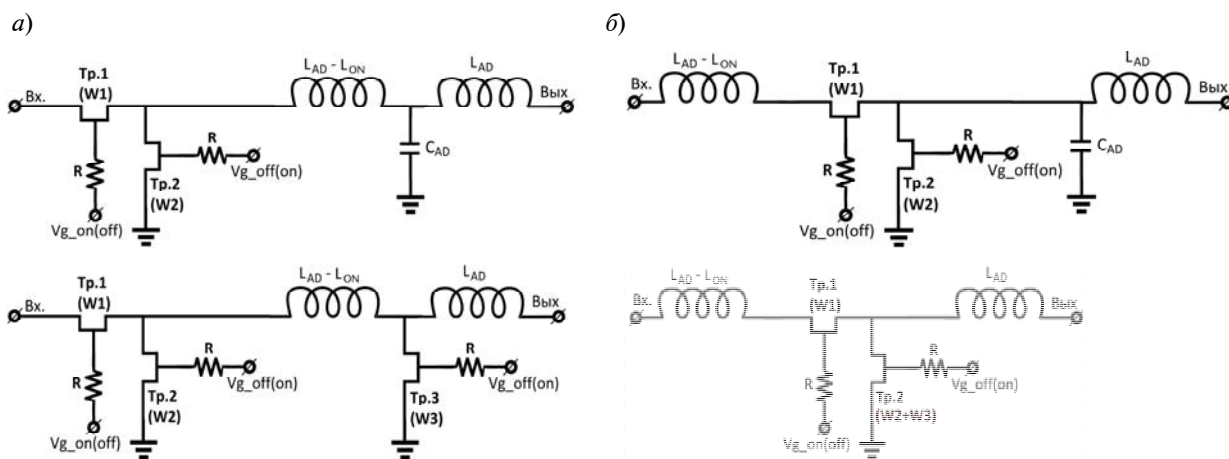 а)
L_AD - L_ON
L_AD
Тр.1
(W1)
Вх.
Вых
R
R
C_AD
Vg_off(on)
Тр.2
(W2)
Vg_on(off)
L_AD - L_ON
L_AD
Тр.1
(W1)
Вх.
Вых
R
R
R
Vg_off(on)
Vg_off(on)
Тр.2
(W2)
Тр.3
(W3)
Vg_on(off)
б)
L_AD - L_ON
L_AD
Тр.1
(W1)
Вх.
Вых
R
R
C_AD
Vg_off(on)
Тр.2
(W2)
Vg_on(off)
L_AD - L_ON
L_AD
Тр.1
(W1)
Вх.
Вых
R
R
Vg_off(on)
Тр.2
(W2+W3)
Vg_on(off)